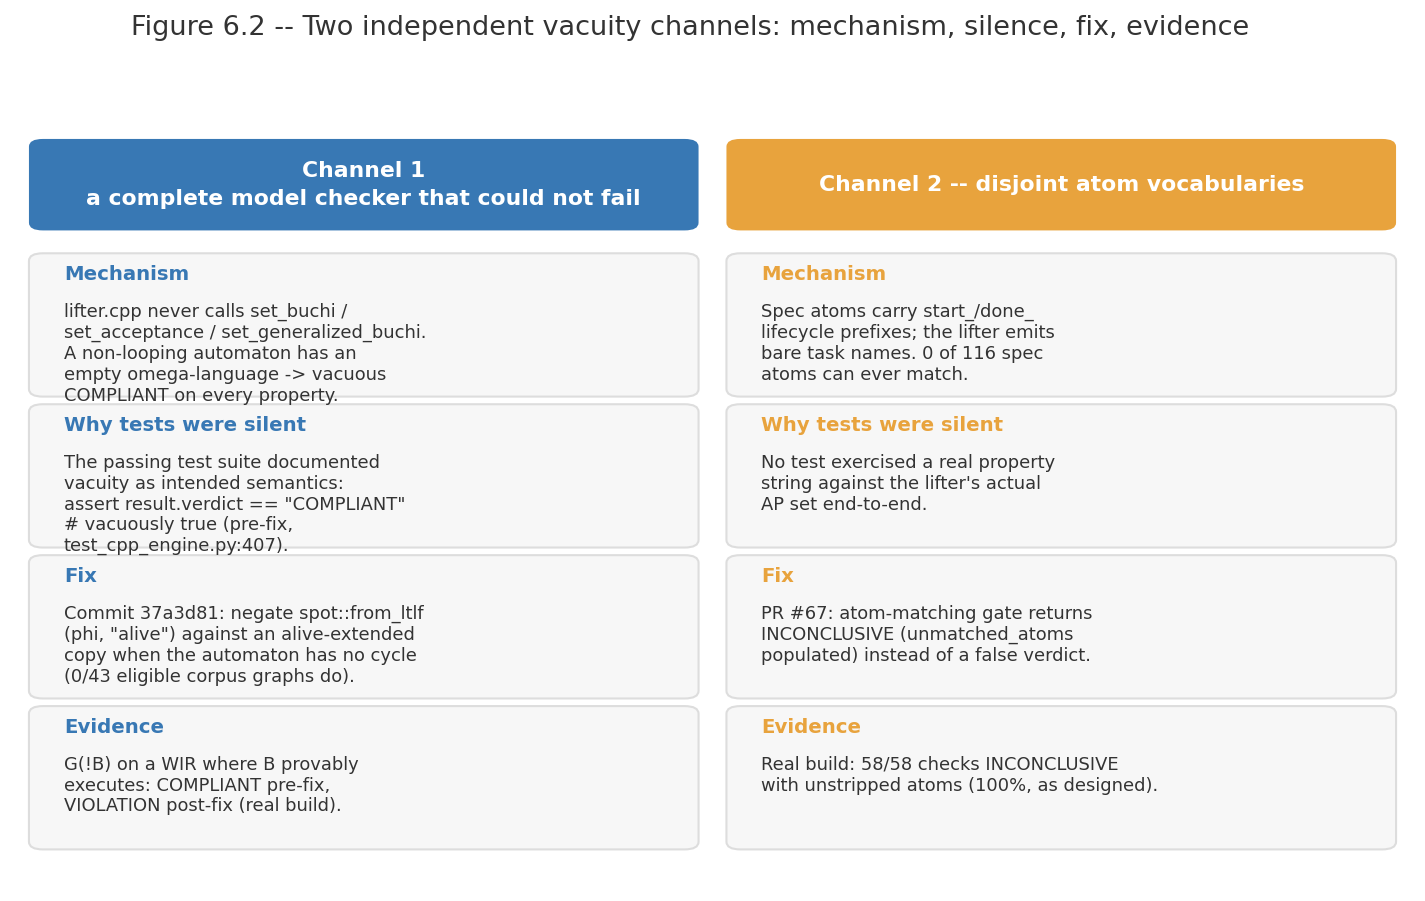 Figure 6.2 -- Two independent vacuity channels: mechanism, silence, fix, evidence
Channel 1
a complete model checker that could not fail
Mechanism
lifter.cpp never calls set_buchi /
set_acceptance / set_generalized_buchi.
A non-looping automaton has an
empty omega-language -> vacuous
COMPLIANT on every property.
Why tests were silent
The passing test suite documented
vacuity as intended semantics:
assert result.verdict == "COMPLIANT"
# vacuously true (pre-fix,
test_cpp_engine.py:407).
Fix
Commit 37a3d81: negate spot::from_ltlf
(phi, "alive") against an alive-extended
copy when the automaton has no cycle
(0/43 eligible corpus graphs do).
Evidence
G(!B) on a WIR where B provably
executes: COMPLIANT pre-fix,
VIOLATION post-fix (real build).
Channel 2 -- disjoint atom vocabularies
Mechanism
Spec atoms carry start_/done_
lifecycle prefixes; the lifter emits
bare task names. 0 of 116 spec
atoms can ever match.
Why tests were silent
No test exercised a real property
string against the lifter's actual
AP set end-to-end.
Fix
PR #67: atom-matching gate returns
INCONCLUSIVE (unmatched_atoms
populated) instead of a false verdict.
Evidence
Real build: 58/58 checks INCONCLUSIVE
with unstripped atoms (100%, as designed).